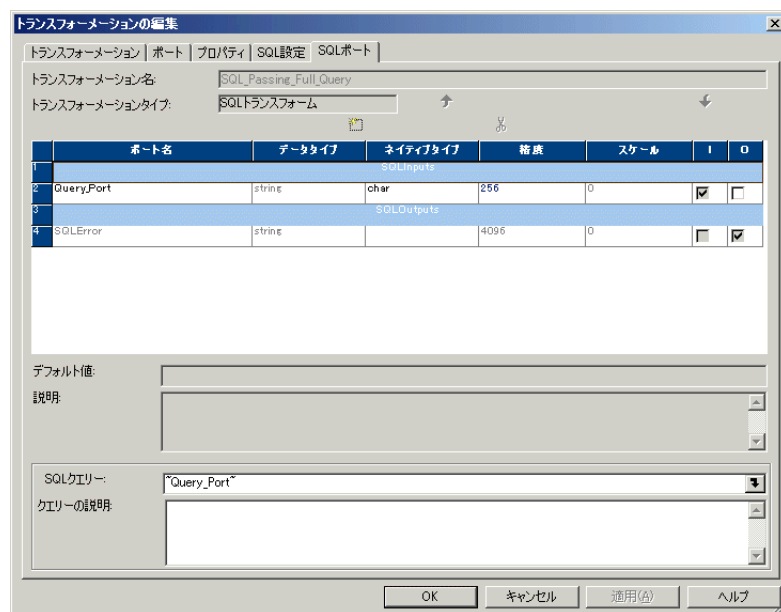 トランスフォーメーションの編集
トランスフォーメーション ポート プロパティ SQL設定 SQLポート
トランスフォーメーション名: SQL_Passing_Full_Query
トランスフォーメーションタイプ: SQLトランスフォーム
ポート名 データタイプ ネイティブタイプ 精度 スケール I O
1 SQLInputs
2 Query_Port string char 256 0
3 SQLOutputs
4 SQLError string 4096 0
デフォルト値:
説明:
SQLクエリー: ~Query_Port~
クエリーの説明:
OK キャンセル 適用(A) ヘルプ